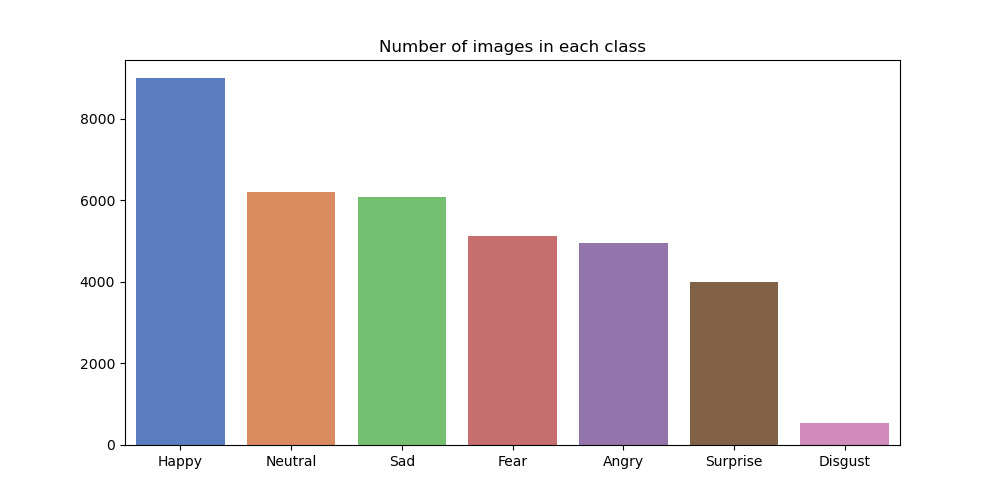 Number of images in each class
8000
6000
4000
2000
0
Happy Neutral Sad Fear Angry Surprise Disgust